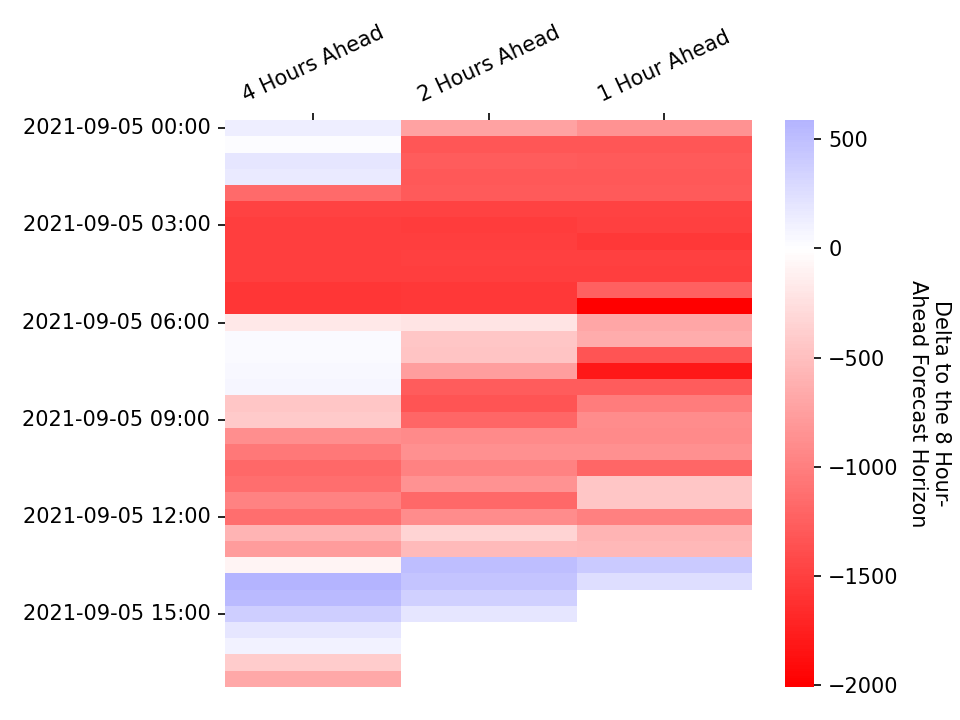 4 Hours Ahead
2 Hours Ahead
1 Hour Ahead
2021-09-05 00:00
2021-09-05 03:00
2021-09-05 06:00
2021-09-05 09:00
2021-09-05 12:00
2021-09-05 15:00
500
0
−500
−1000
−1500
−2000
Delta to the 8 Hour-
Ahead Forecast Horizon